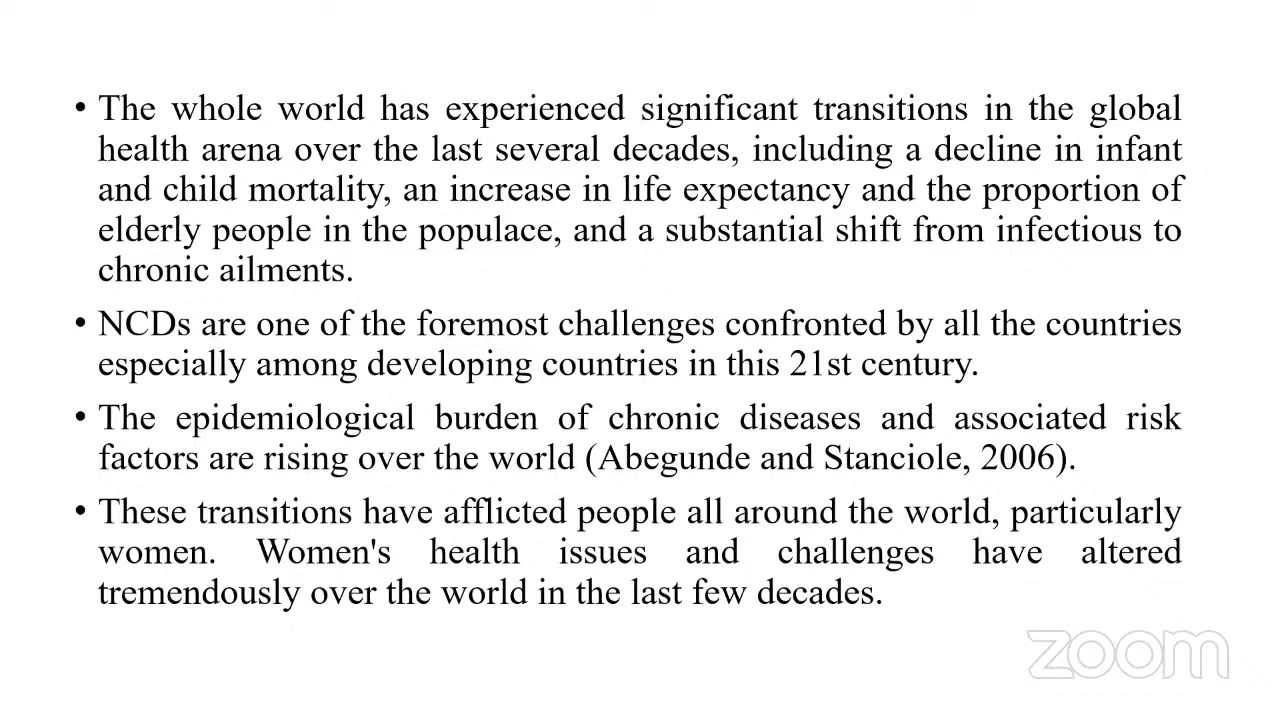 • The whole world has experienced significant transitions in the global
health arena over the last several decades, including a decline in infant
and child mortality, an increase in life expectancy and the proportion of
elderly people in the populace, and a substantial shift from infectious to
chronic ailments.
• NCDs are one of the foremost challenges confronted by all the countries
especially among developing countries in this 21st century.
• The epidemiological burden of chronic diseases and associated risk
factors are rising over the world (Abegunde and Stanciole, 2006).
• These transitions have afflicted people all around the world, particularly
women. Women's health issues and challenges have altered
tremendously over the world in the last few decades.
zoom